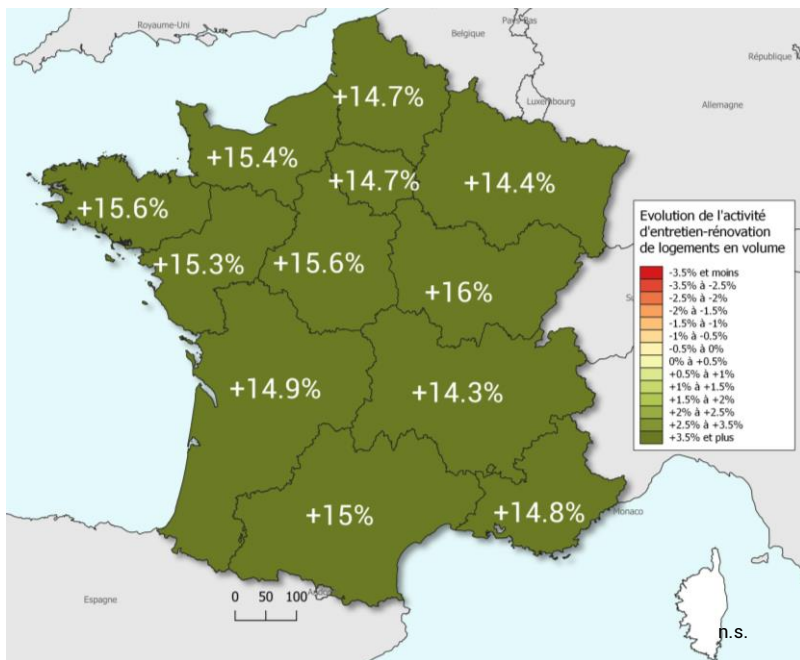 Royaume-Uni
Pays-Bas
Belgique
République
Luxembourg
Allemagne
+14.7%
+15.4%
+14.7%
+14.4%
+15.6%
+15.3%
+15.6%
+16%
+14.9%
+14.3%
+15%
+14.8%
Evolution de l'activité
d'entretien-rénovation
de logements en volume
-3.5% et moins
-3.5% à -2.5%
-2.5% à -2%
-2% à -1.5%
-1.5% à -1%
-1% à -0.5%
-0.5% à 0%
0% à +0.5%
+0.5% à +1%
+1% à +1.5%
+1.5% à +2%
+2% à +2.5%
+2.5% à +3.5%
+3.5% et plus
Monaco
Espagne
0 50 100
n.s.